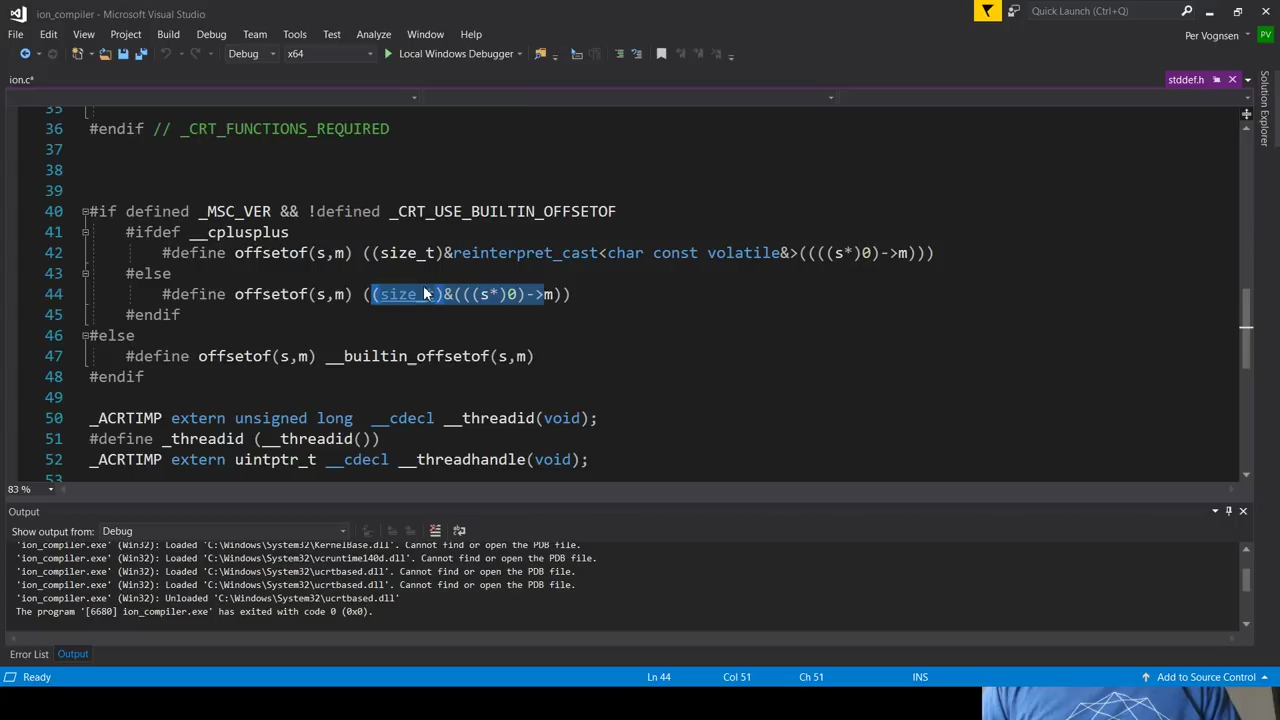 ion_compiler - Microsoft Visual Studio
Quick Launch (Ctrl+Q)
File Edit View Project Build Debug Team Tools Test Analyze Window Help
Per Vognsen PV
Debug x64 Local Windows Debugger
ion.c*
stddef.h
Solution Explorer
35
36 #endif // _CRT_FUNCTIONS_REQUIRED
37
38
39
40 #if defined _MSC_VER && !defined _CRT_USE_BUILTIN_OFFSETOF
41 #ifdef __cplusplus
42 #define offsetof(s,m) ((size_t)&reinterpret_cast<char const volatile&>((((s*)0)->m)))
43 #else
44 #define offsetof(s,m) ((size_t)&(((s*)0)->m))
45 #endif
46 #else
47 #define offsetof(s,m) __builtin_offsetof(s,m)
48 #endif
49
50 _ACRTIMP extern unsigned long __cdecl __threadid(void);
51 #define _threadid (__threadid())
52 _ACRTIMP extern uintptr_t __cdecl __threadhandle(void);
53
83 %
Output
Show output from: Debug
'ion_compiler.exe' (Win32): Loaded 'C:\Windows\System32\KernelBase.dll'. Cannot find or open the PDB file.
'ion_compiler.exe' (Win32): Loaded 'C:\Windows\System32\vcruntime140d.dll'. Cannot find or open the PDB file.
'ion_compiler.exe' (Win32): Loaded 'C:\Windows\System32\ucrtbased.dll'. Cannot find or open the PDB file.
'ion_compiler.exe' (Win32): Loaded 'C:\Windows\System32\ucrtbased.dll'. Cannot find or open the PDB file.
'ion_compiler.exe' (Win32): Unloaded 'C:\Windows\System32\ucrtbased.dll'
The program '[6680] ion_compiler.exe' has exited with code 0 (0x0).
Error List Output
Ready Ln 44 Col 51 Ch 51 INS Add to Source Control